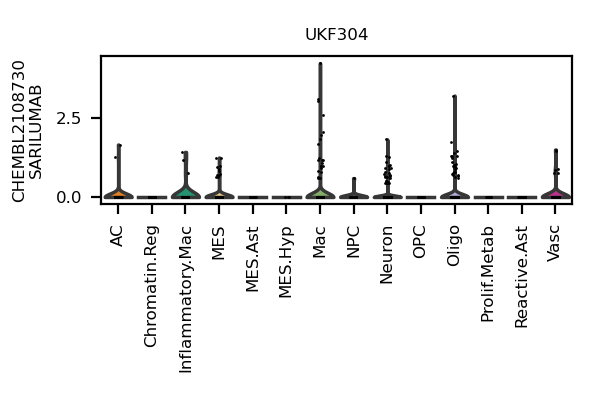 UKF304
CHEMBL2108730
SARILUMAB
2.5
0.0
AC
Chromatin.Reg
Inflammatory.Mac
MES
MES.Ast
MES.Hyp
Mac
NPC
Neuron
OPC
Oligo
Prolif.Metab
Reactive.Ast
Vasc